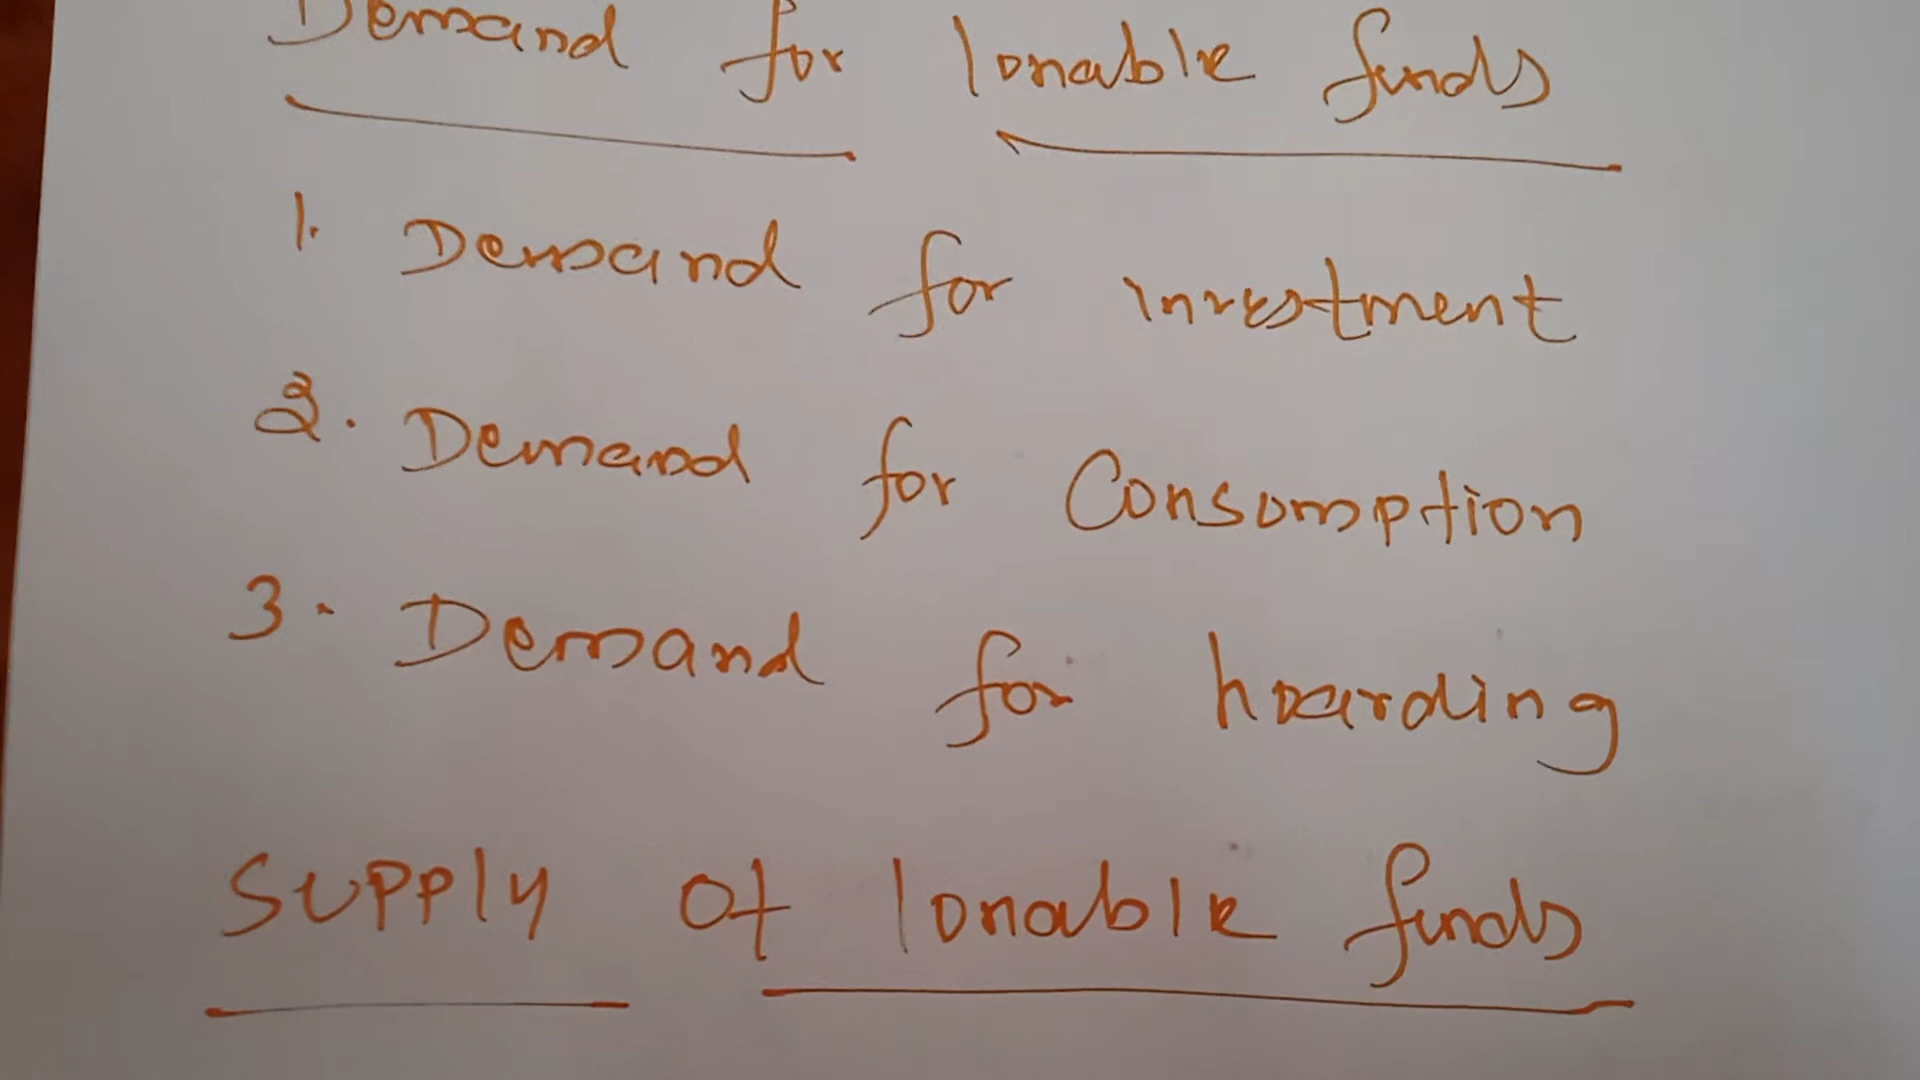 Demand for lonable funds
1. Demand for investment
2. Demand for Consomption
3. Demand for hoarding
Supply of lonable funds